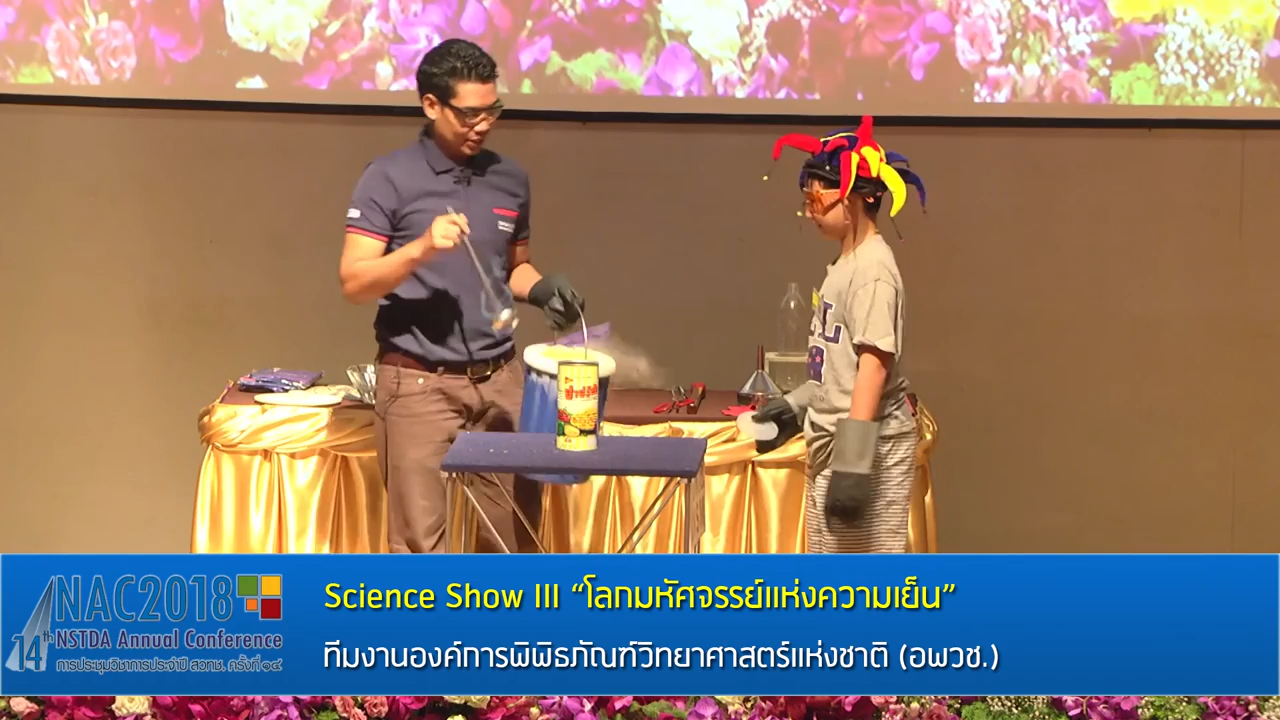 Science Show III “โลกมหัศจรรย์แห่งความเย็น”
ทีมงานองค์การพิพิธภัณฑ์วิทยาศาสตร์แห่งชาติ (อพวช.)
NAC2018
14th NSTDA Annual Conference
การประชุมวิชาการประจำปี สวทช. ครั้งที่ ๑๔